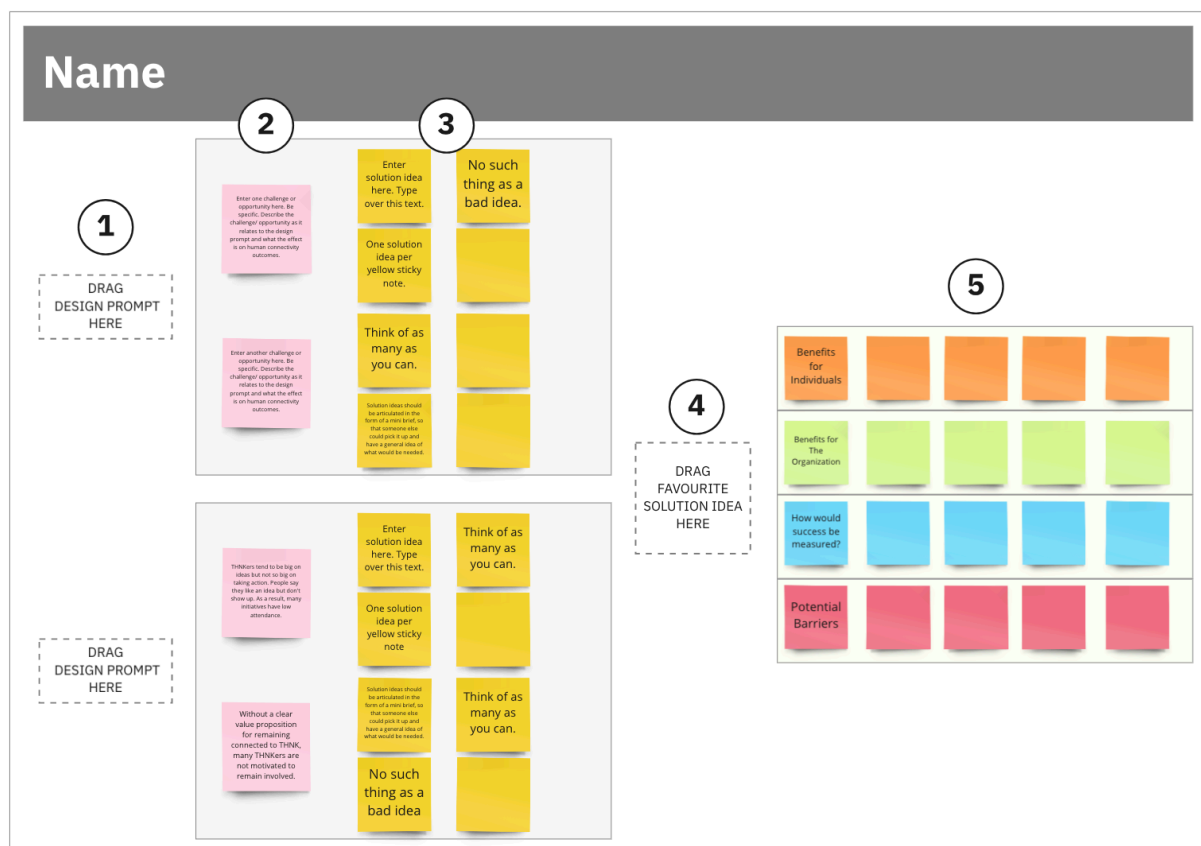 Name
2
3
1
DRAG
DESIGN PROMPT
HERE
Enter one challenge or
opportunity here. Be
specific. Describe the
challenge/ opportunity as it
relates to the design
prompt and what the effect
is on human connectivity
outcomes.
Enter
solution idea
here. Type
over this text.
No such
thing as a
bad idea.
One solution
idea per
yellow sticky
note.
Enter another challenge or
opportunity here. Be
specific. Describe the
challenge/ opportunity as it
relates to the design
prompt and what the effect
is on human connectivity
outcomes.
Think of as
many as
you can.
Solution ideas should
be articulated in the
form of a mini brief, so
that someone else
could pick it up and
have a general idea of
what would be needed.
DRAG
DESIGN PROMPT
HERE
THNKers tend to be big on
ideas but not so big on
taking action. People say
they like an idea but don't
show up. As a result, many
initiatives have low
attendance.
Enter
solution idea
here. Type
over this text.
Think of as
many as
you can.
One solution
idea per
yellow sticky
note
Without a clear
value proposition
for remaining
connected to THNK,
many THNKers are
not motivated to
remain involved.
Solution ideas should
be articulated in the
form of a mini brief, so
that someone else
could pick it up and
have a general idea of
what would be needed.
Think of as
many as
you can.
No such
thing as a
bad idea
4
DRAG
FAVOURITE
SOLUTION IDEA
HERE
5
Benefits
for
Individuals
Benefits for
The
Organization
How would
success be
measured?
Potential
Barriers